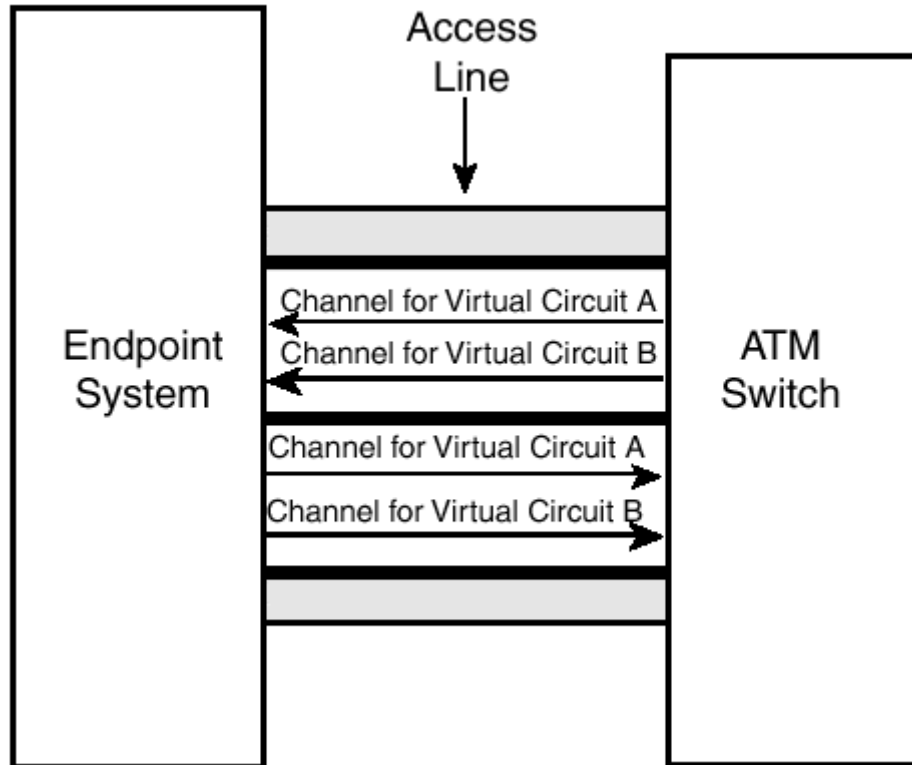 Access
Line
Channel for Virtual Circuit A
Channel for Virtual Circuit B
Endpoint
System
ATM
Switch
Channel for Virtual Circuit A
Channel for Virtual Circuit B